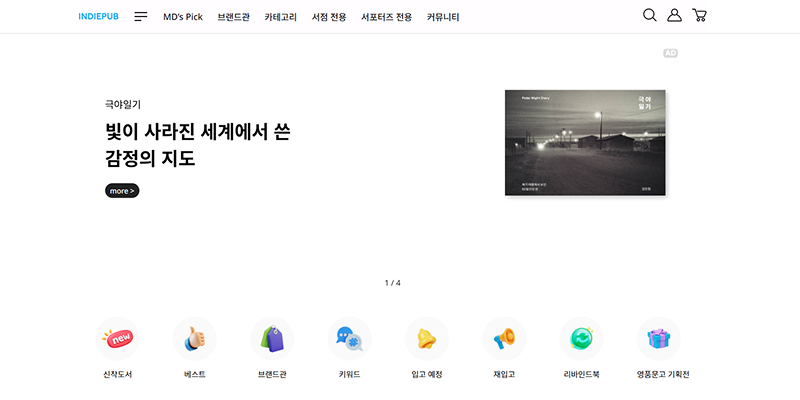 INDIEPUB
MD's Pick
브랜드관
카테고리
서점 전용
서포터즈 전용
커뮤니티
AD
극야일기
빛이 사라진 세계에서 쓴
감정의 지도
more >
Polar Night Diary
극야
일기
1 / 4
new
신착도서
베스트
브랜드관
키워드
입고 예정
재입고
리바인드북
영풍문고 기획전